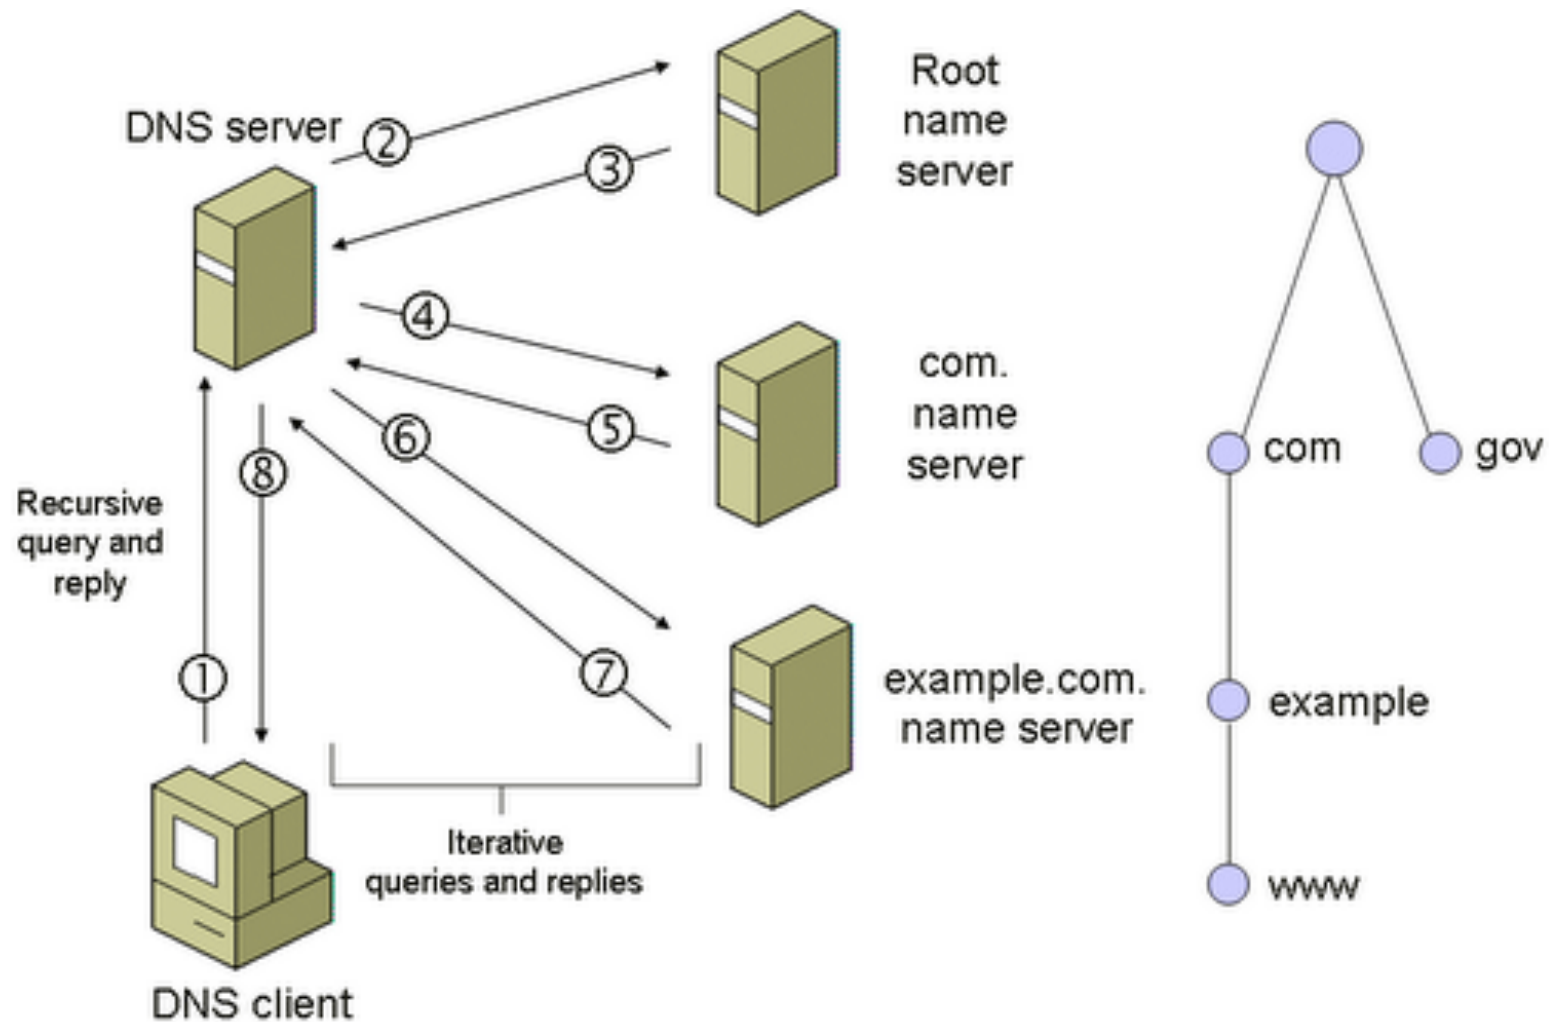 DNS server
2
3
Root
name
server
4
5
com.
name
server
6
7
example.com.
name server
8
1
Recursive
query and
reply
Iterative
queries and replies
DNS client
com
gov
example
www